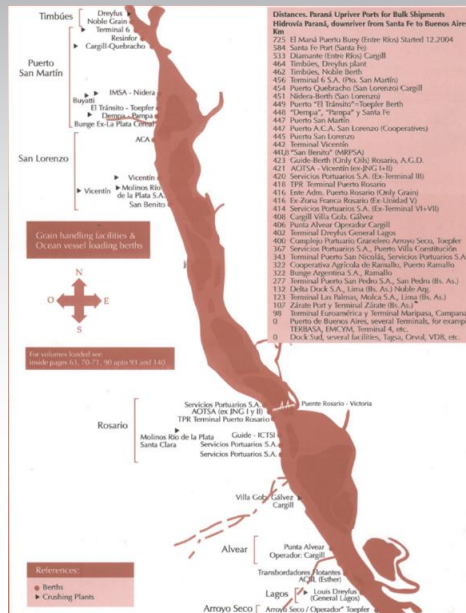 Timbúes
Dreyfus
Noble Grain
Terminal 6
Resinfor
Cargill-Quebracho
Puerto
San Martín
IMSA - Nidera
Buyatti
El Tránsito - Toepfer
Dempa - Pampa
Bunge Ex-La Plata Cereal
ACA
San Lorenzo
Vicentín
Vicentín
Molinos Río
de la Plata S.A.
San Benito
Grain handling facilities &
Ocean vessel loading berths
N
O
E
S
For volumes loaded see
inside pages 63, 70-71, 90 upto 93 and 140
Distances. Paraná Upriver Ports for Bulk Shipments
Hidrovía Paraná, downriver from Santa Fe to Buenos Aires
Km
725 El Maná Puerto Buey (Entre Ríos) Started 12.2004
584 Santa Fe Port (Santa Fe)
533 Diamante (Entre Ríos) Cargill
464 Timbúes, Dreyfus plant
462 Timbúes, Noble Berth
456 Terminal 6 S.A. (Pto. San Martín)
454 Puerto Quebracho (San Lorenzo) Cargill
451 Nidera-Berth (San Lorenzo)
449 Puerto "El Tránsito"=Toepfer Berth
448 "Dempa", "Pampa" y Santa Fe
447 Puerto San Martín
447 Puerto A.C.A. San Lorenzo (Cooperatives)
445 Puerto San Lorenzo
442 Terminal Vicentín
"San Benito" (MRPSA)
423 Guide-Berth (Only Oils) Rosario, A.G.D.
421 AOTSA - Vicentín (ex-JNG I+II)
420 Servicios Portuarios S.A. (Ex-Terminal III)
418 TPR Terminal Puerto Rosario
416 Ente Adm. Puerto Rosario (Only Grain)
416 Ex-Zona Franca Rosario (Ex-Unidad V)
414 Servicios Portuarios S.A. (Ex-Terminal VI+VII)
408 Cargill Villa Gob. Gálvez
406 Punta Alvear Operador Cargill
402 Terminal Dreyfus General Lagos
400 Complejo Portuario Granelero Arroyo Seco, Toepfer
367 Servicios Portuarios S.A., Puerto Villa Constitución
343 Terminal Puerto San Nicolás, Servicios Portuarios S.A.
322 Cooperativa Agrícola de Ramallo, Puerto Ramallo
322 Bunge Argentina S.A., Ramallo
277 Terminal Puerto San Pedro S.A., San Pedro (Bs. As.)
132 Delta Dock S.A., Lima (Bs. As.) Noble Arg.
123 Terminal Las Palmas, Molca S.A., Lima (Bs. As.)
107 Zárate Port y Terminal Zárate (Bs. As.)
98 Terminal Euroamérica y Terminal Maripasa, Campana
0 Puerto de Buenos Aires, several Terminals, for example
TERBASA, EMCYM, Terminal 4, etc.
0 Dock Sud, several facilities, Tagsa, Orvol, VDB, etc.
Servicios Portuarios S.A.
AOTSA (ex JNG I y II)
TPR Terminal Puerto Rosario
Puente Rosario - Victoria
Rosario
Molinos Río de la Plata
Santa Clara
Guide - ICTSI
Servicios Portuarios S.A.
Servicios Portuarios S.A.
Villa Gob. Gálvez
Cargill
Alvear
Punta Alvear
Operador: Cargill
Transbordadores Flotantes
(Esther)
References:
Berths
Crushing Plants
Lagos
Louis Dreyfus
(General Lagos)
Arroyo Seco
Arroyo Seco / Operador" Toepfer